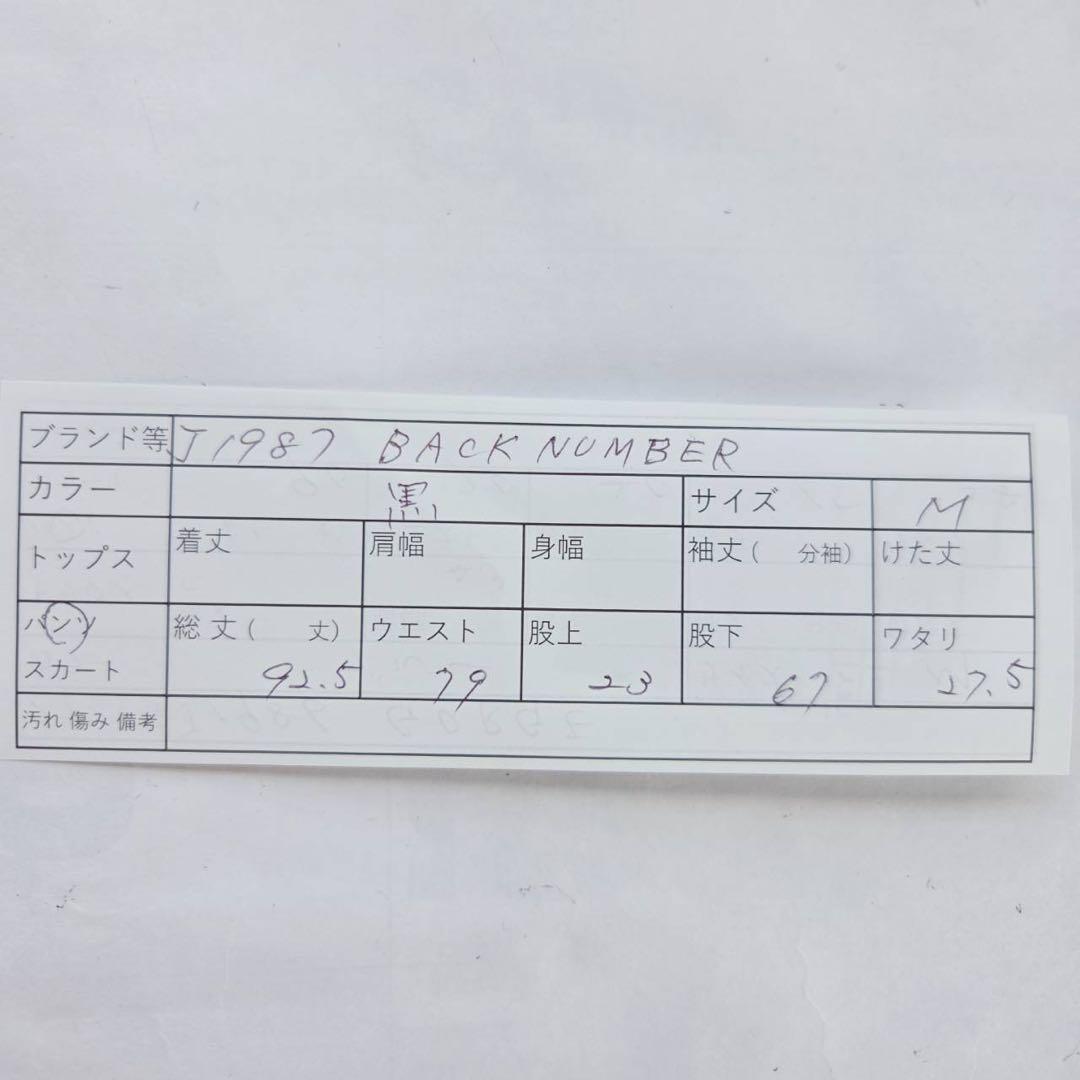 ブランド等 J1987 BACK NUMBER
カラー 黒 サイズ M
トップス 着丈 肩幅 身幅 袖丈( 分袖) けた丈
パンツ 総丈( 丈) ウエスト 股上 股下 ワタリ
スカート 92.5 79 23 67 27.5
汚れ 傷み 備考